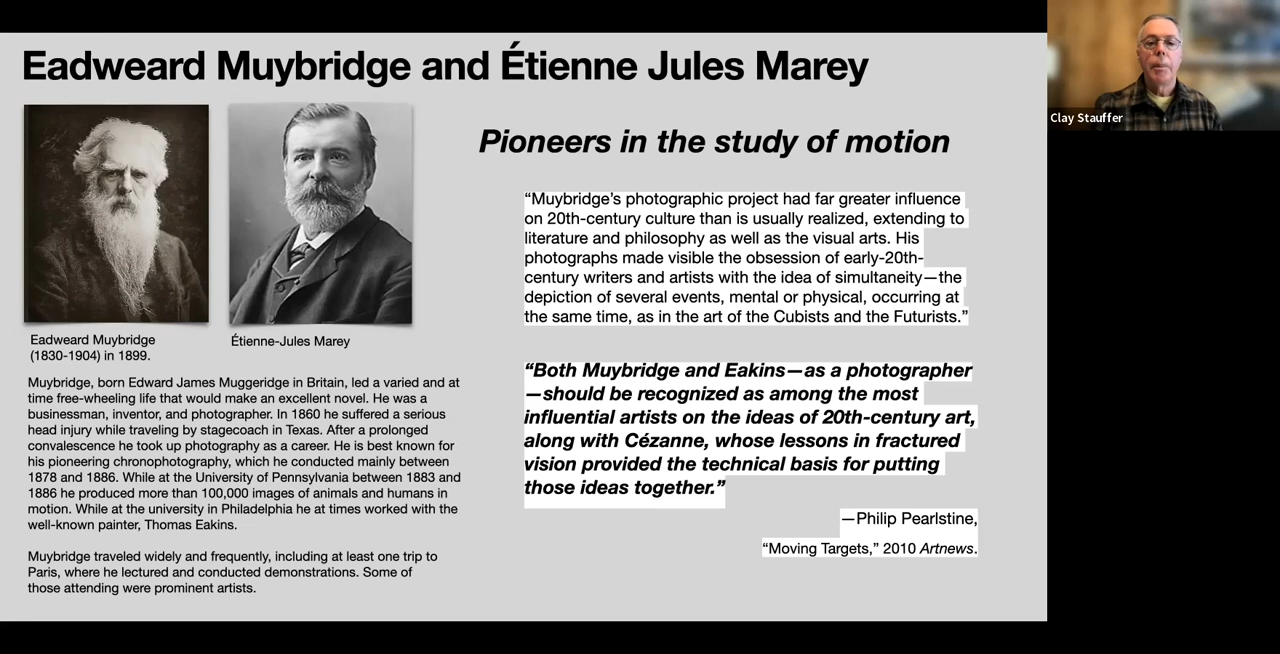 Eadweard Muybridge and Étienne Jules Marey
Pioneers in the study of motion
Eadweard Muybridge
(1830-1904) in 1899.
Étienne-Jules Marey
Muybridge, born Edward James Muggeridge in Britain, led a varied and at
time free-wheeling life that would make an excellent novel. He was a
businessman, inventor, and photographer. In 1860 he suffered a serious
head injury while traveling by stagecoach in Texas. After a prolonged
convalescence he took up photography as a career. He is best known for
his pioneering chronophotography, which he conducted mainly between
1878 and 1886. While at the University of Pennsylvania between 1883 and
1886 he produced more than 100,000 images of animals and humans in
motion. While at the university in Philadelphia he at times worked with the
well-known painter, Thomas Eakins.
Muybridge traveled widely and frequently, including at least one trip to
Paris, where he lectured and conducted demonstrations. Some of
those attending were prominent artists.
“Muybridge’s photographic project had far greater influence
on 20th-century culture than is usually realized, extending to
literature and philosophy as well as the visual arts. His
photographs made visible the obsession of early-20th-
century writers and artists with the idea of simultaneity—the
depiction of several events, mental or physical, occurring at
the same time, as in the art of the Cubists and the Futurists.”
“Both Muybridge and Eakins—as a photographer
—should be recognized as among the most
influential artists on the ideas of 20th-century art,
along with Cézanne, whose lessons in fractured
vision provided the technical basis for putting
those ideas together.”
—Philip Pearlstine,
“Moving Targets,” 2010 Artnews.
Clay Stauffer